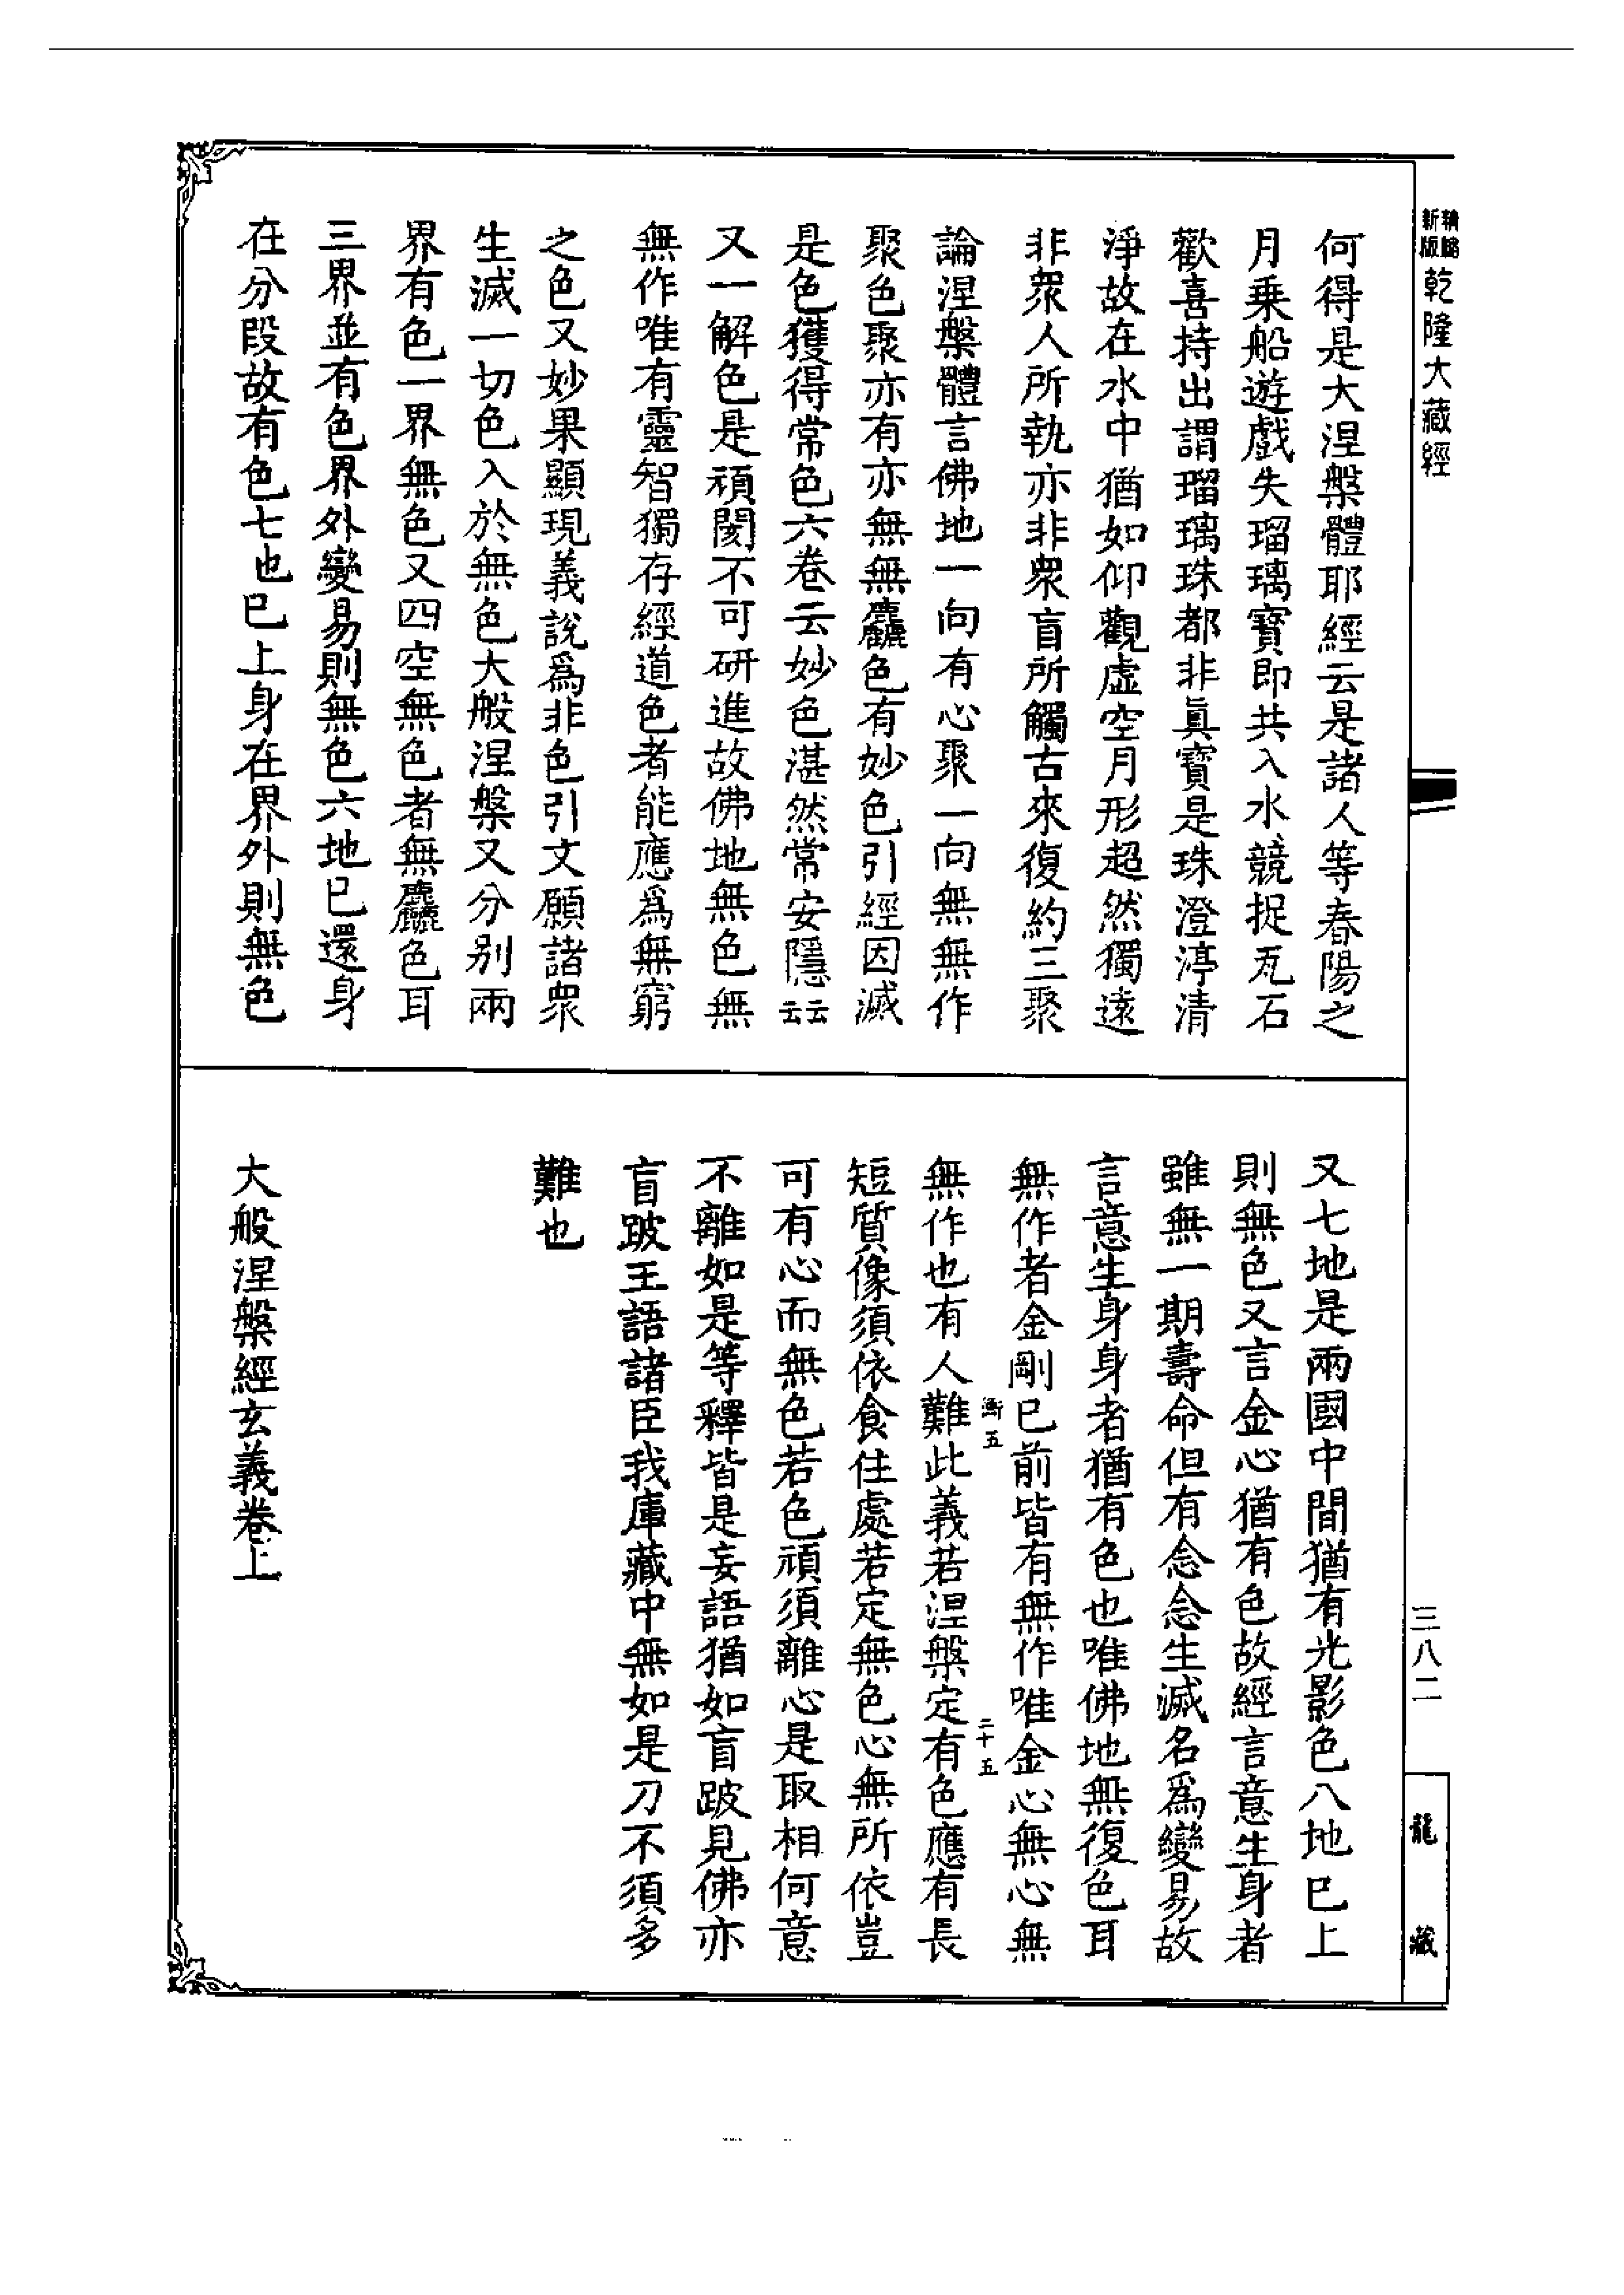 新版
乾隆大藏經
何得是大涅槃體耶經云是諸人等春陽之
月乗船遊戲失瑠璃寶即共入水競捉瓦石
歡喜持出謂瑠璃珠都非真寶是珠澄渟清
淨故在水中猶如仰觀虛空月形超然獨遠
非衆人所執亦非衆盲所觸古來復約三聚
論涅槃體言佛地一向有心聚一向無無作
聚色聚亦有亦無無麤色有妙色引經因滅
是色獲得常色六卷云妙色湛然常安隱云云
又一解色是頑閡不可研進故佛地無色無
無作唯有靈智獨存經道色者能應爲無窮
之色又妙果顯現義說爲非色引文願諸衆
生滅一切色入於無色大般涅槃又分別兩
界有色一界無色又四空無色者無麤色耳
三界並有色界外變易則無色六地已還身
在分段故有色七也已上身在界外則無色
又七地是兩國中間猶有光影色八地已上
則無色又言金心猶有色故經言意生身者
雖無一期壽命但有念念生滅名爲變易故
言意生身身者猶有色也唯佛地無復色耳
無作者金剛已前皆有無作唯金心無心無
二十五
無作也有人難此義若涅槃定有色應有長
短質像須依食住處若定無色心無所依豈
可有心而無色若色頑須離心是取相何意
不離如是等釋皆是妄語猶如盲跛見佛亦
盲跛王語諸臣我庫藏中無如是刀不須多
難也
大般涅槃經玄義卷上
三八二
龍藏